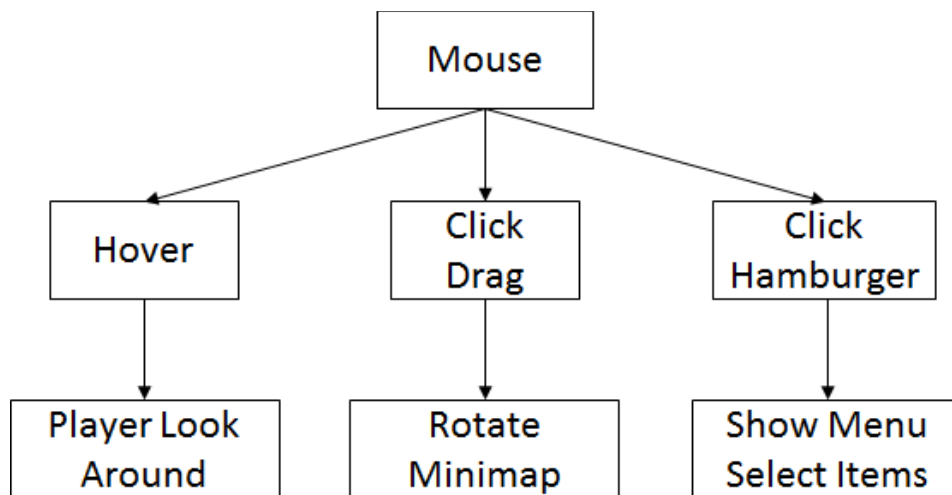 Mouse
Hover
Click
Drag
Click
Hamburger
Player Look
Around
Rotate
Minimap
Show Menu
Select Items